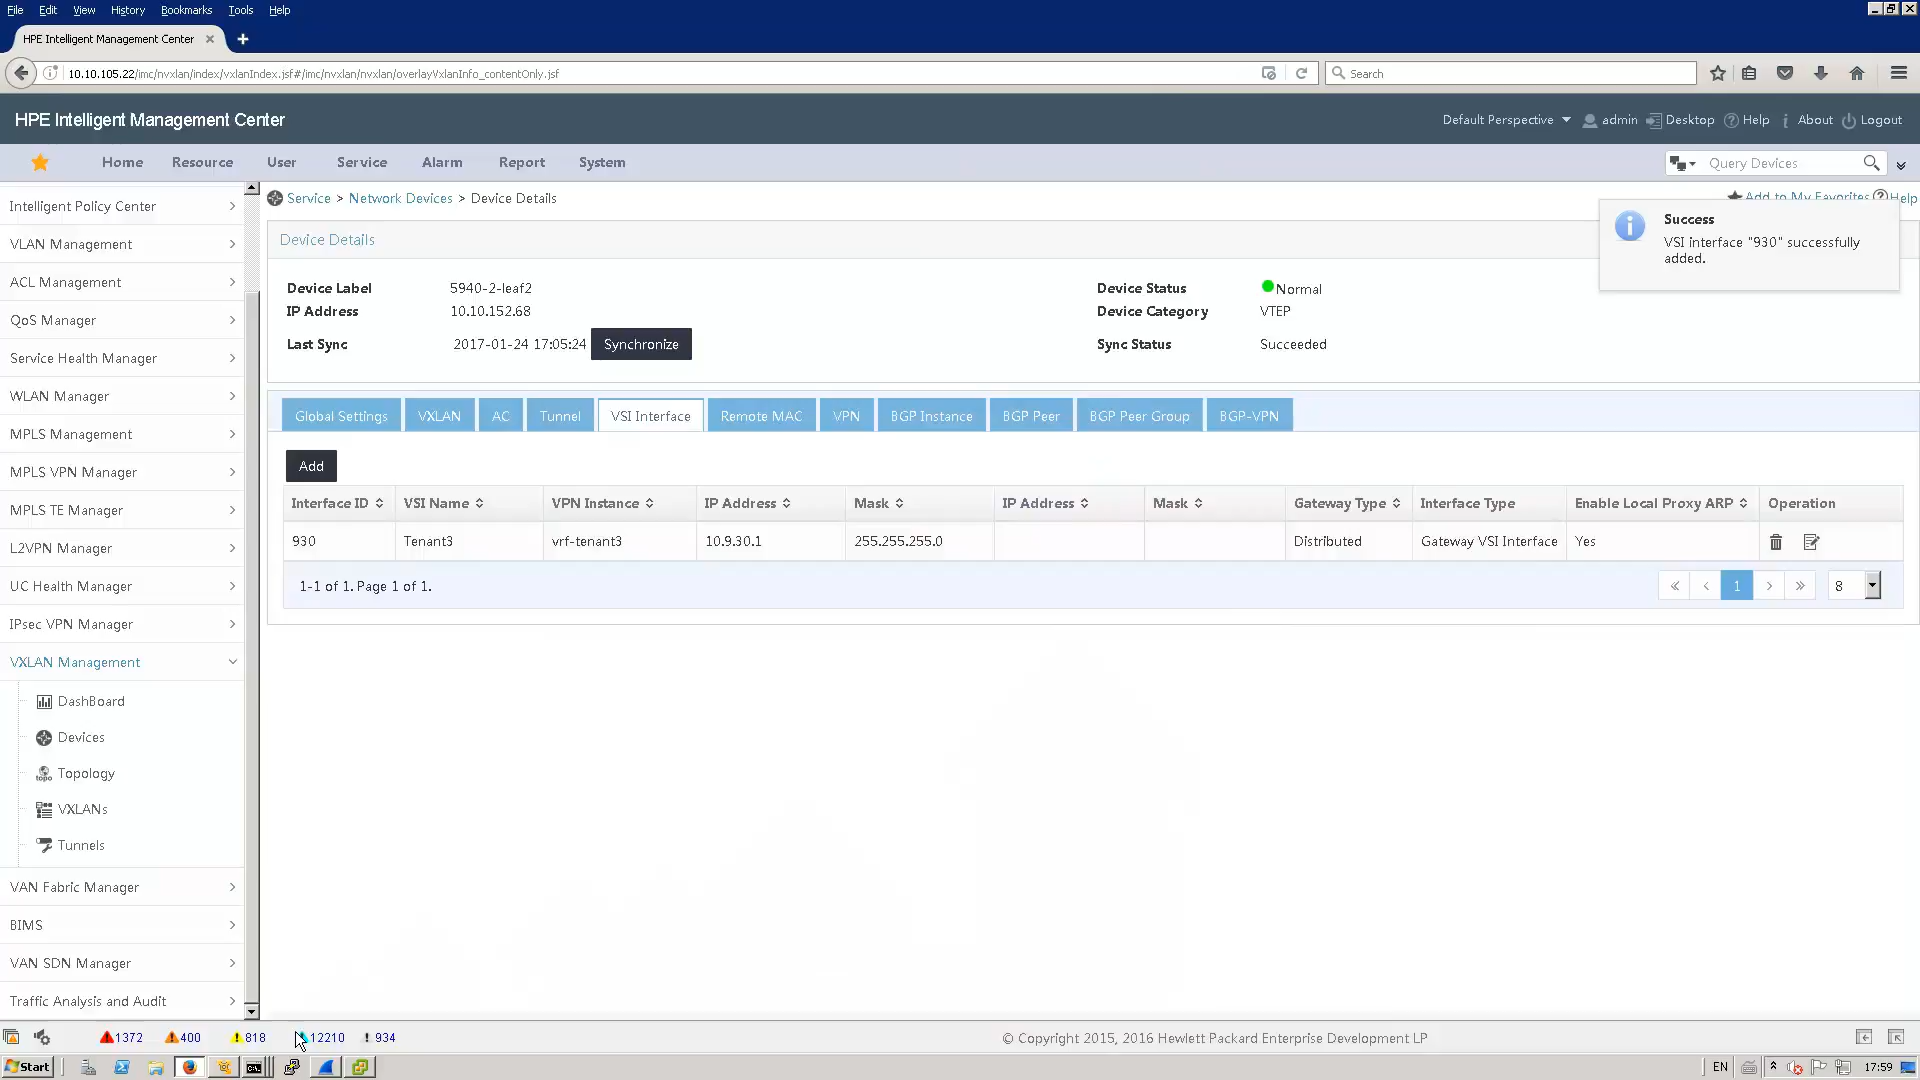 File Edit View History Bookmarks Tools Help
HPE Intelligent Management Center
10.10.105.22/imc/nvxlan/index/vxlanIndex.jsf#/imc/nvxlan/nvxlan/overlayVxlanInfo_contentOnly.jsf
Search
HPE Intelligent Management Center
Default Perspective admin Desktop Help About Logout
Home Resource User Service Alarm Report System
Query Devices
Service > Network Devices > Device Details
Add to My Favorites Help
Success
VSI interface "930" successfully
added.
Device Details
Device Label 5940-2-leaf2 Device Status Normal
IP Address 10.10.152.68 Device Category VTEP
Last Sync 2017-01-24 17:05:24 Synchronize Sync Status Succeeded
Global Settings VXLAN AC Tunnel VSI Interface Remote MAC VPN BGP Instance BGP Peer BGP Peer Group BGP-VPN
Add
Interface ID VSI Name VPN Instance IP Address Mask IP Address Mask Gateway Type Interface Type Enable Local Proxy ARP Operation
930 Tenant3 vrf-tenant3 10.9.30.1 255.255.255.0 Distributed Gateway VSI Interface Yes
1-1 of 1. Page 1 of 1.
« ‹ 1 › » 8
Intelligent Policy Center
VLAN Management
ACL Management
QoS Manager
Service Health Manager
WLAN Manager
MPLS Management
MPLS VPN Manager
MPLS TE Manager
L2VPN Manager
UC Health Manager
IPsec VPN Manager
VXLAN Management
DashBoard
Devices
Topology
VXLANs
Tunnels
VAN Fabric Manager
BIMS
VAN SDN Manager
Traffic Analysis and Audit
1372 400 818 12210 934
© Copyright 2015, 2016 Hewlett Packard Enterprise Development LP
Start
EN 17:59